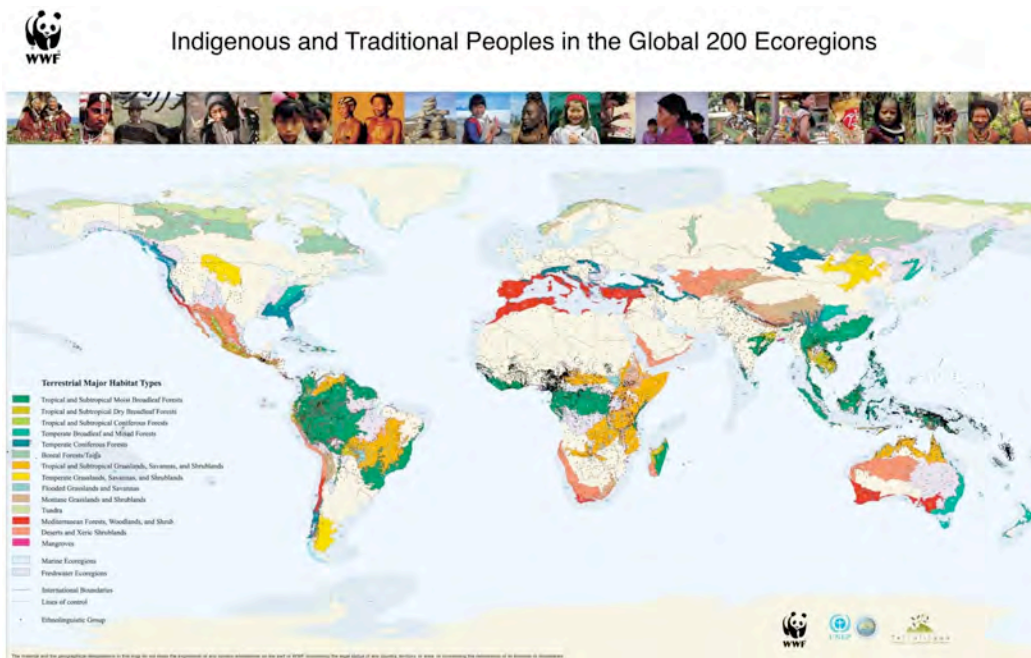 WWF
Indigenous and Traditional Peoples in the Global 200 Ecoregions
Terrestrial Major Habitat Types
Tropical and Subtropical Moist Broadleaf Forests
Tropical and Subtropical Dry Broadleaf Forests
Tropical and Subtropical Coniferous Forests
Temperate Broadleaf and Mixed Forests
Temperate Coniferous Forests
Boreal Forests/Taiga
Tropical and Subtropical Grasslands, Savannas, and Shrublands
Temperate Grasslands, Savannas, and Shrublands
Flooded Grasslands and Savannas
Montane Grasslands and Shrublands
Tundra
Mediterranean Forests, Woodlands, and Shrub
Deserts and Xeric Shrublands
Mangroves
Marine Ecoregions
Freshwater Ecoregions
International Boundaries
Lines of control
Ethnolinguistic Group
WWF
UNEP